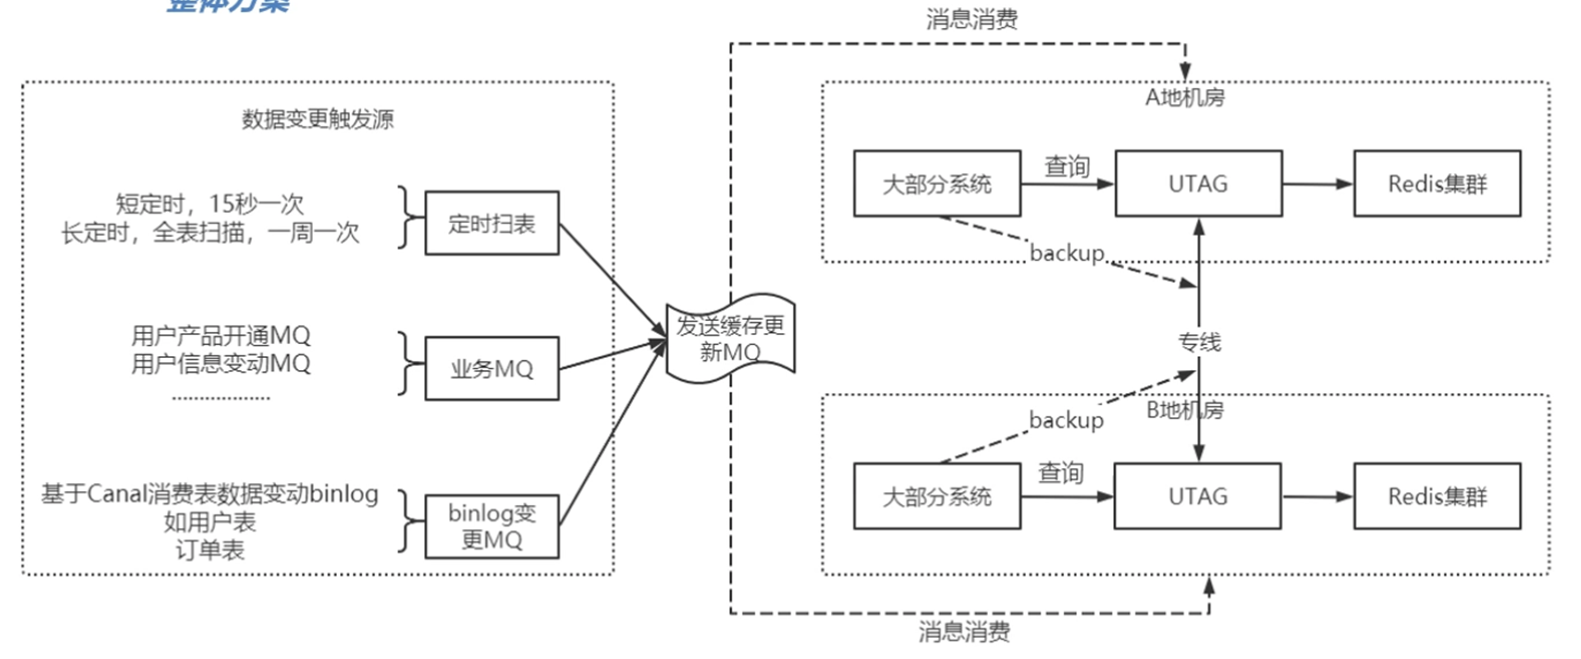 整体方案
数据变更触发源
短定时，15秒一次
长定时，全表扫描，一周一次
定时扫表
用户产品开通MQ
用户信息变动MQ
业务MQ
基于Canal消费表数据变动binlog
如用户表
订单表
binlog变
更MQ
发送缓存更
新MQ
消息消费
A地机房
大部分系统
查询
UTAG
Redis集群
backup
专线
backup
B地机房
大部分系统
查询
UTAG
Redis集群
消息消费